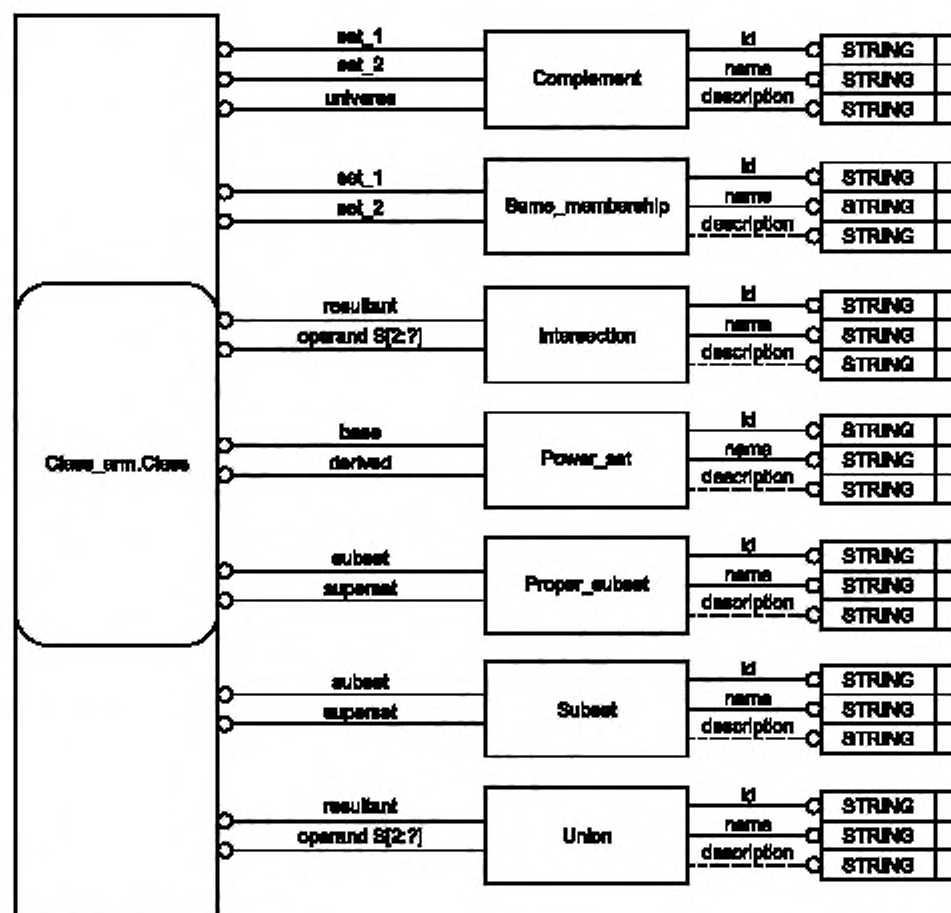 set_1
id
STRING
set_2
Complement
name
STRING
universe
description
STRING
set_1
id
STRING
set_2
Same_membership
name
STRING
description
STRING
resultant
id
STRING
operand S[2:?]
Intersection
name
STRING
description
STRING
base
id
STRING
Class_arm.Class
derived
Power_set
name
STRING
description
STRING
subset
id
STRING
superset
Proper_subset
name
STRING
description
STRING
subset
id
STRING
superset
Subset
name
STRING
description
STRING
resultant
id
STRING
operand S[2:?]
Union
name
STRING
description
STRING